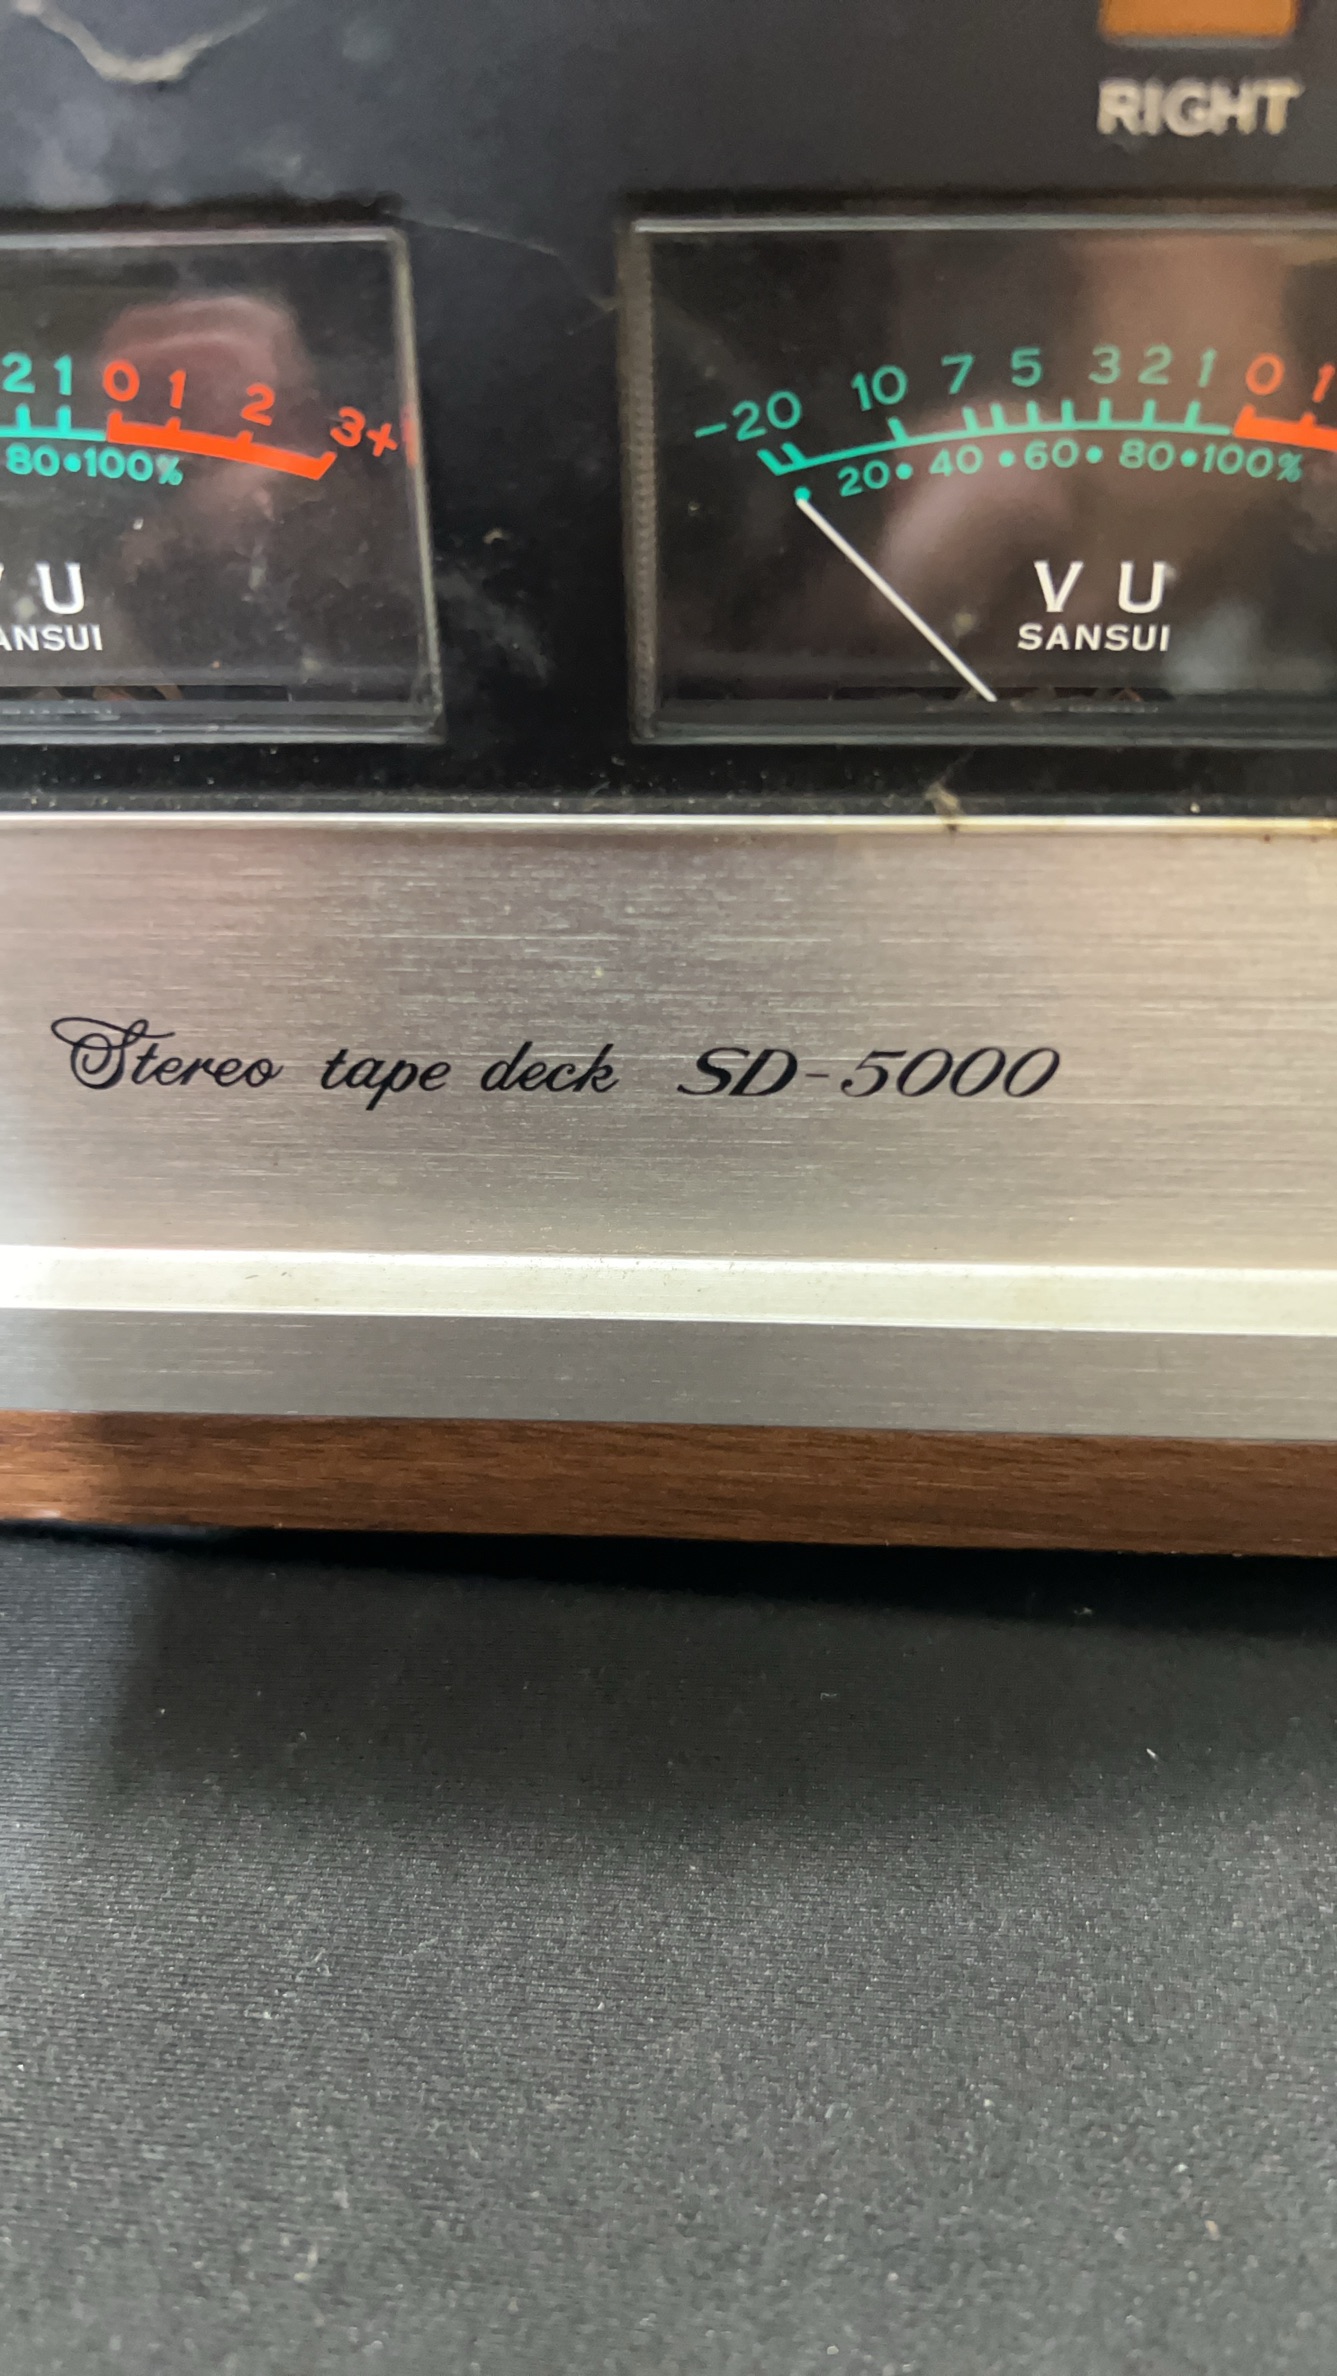 RIGHT
2 1 0 1 2 3+
80•100%
U
ANSUI
-20 10 7 5 3 2 1 0 1
20• 40 •60• 80•100%
V U
SANSUI
Stereo tape deck SD-5000